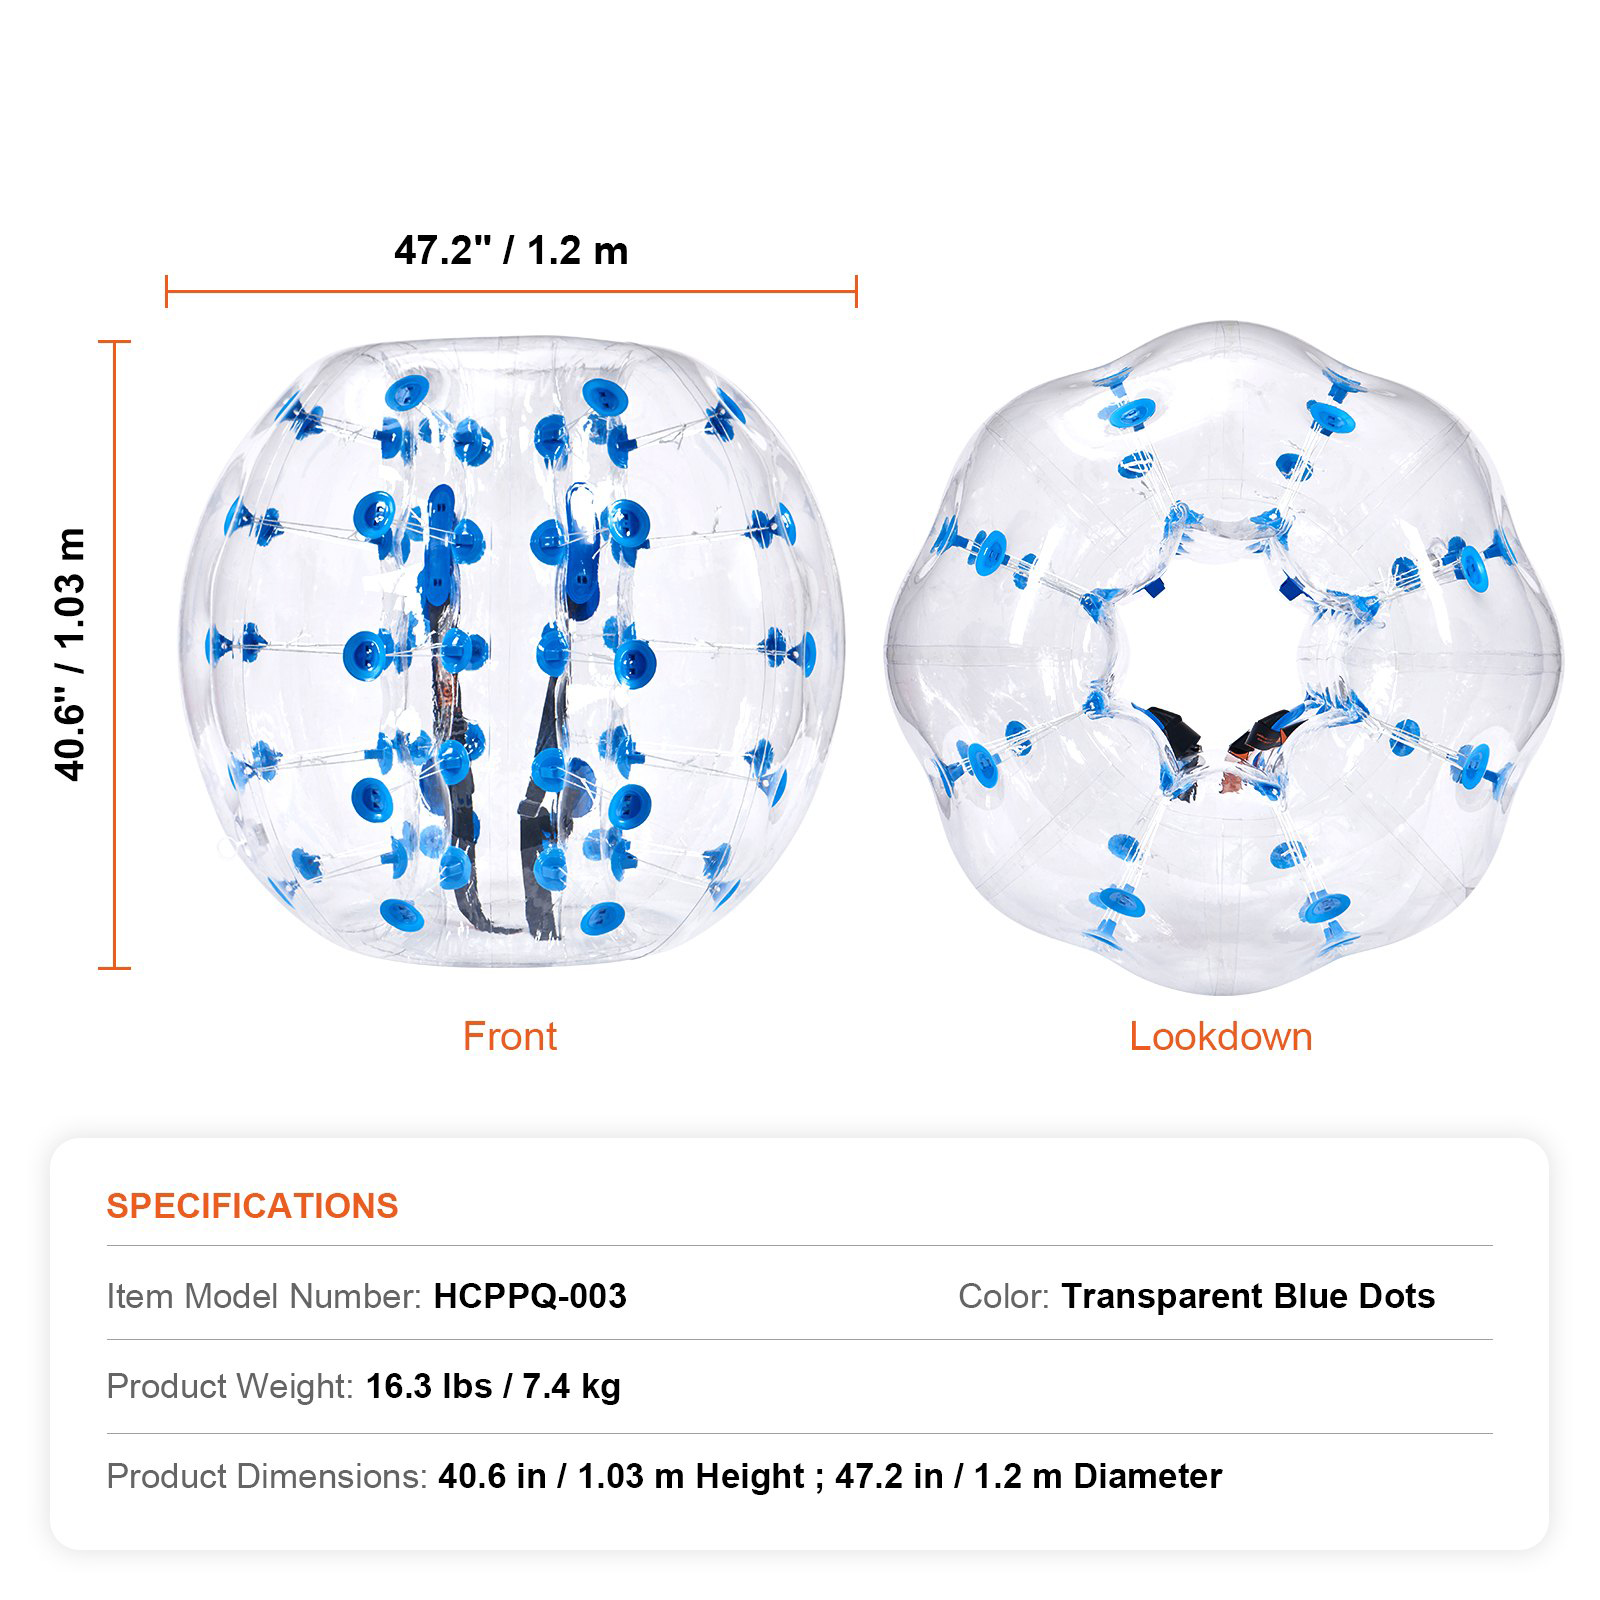 47.2" / 1.2 m
40.6" / 1.03 m
Front
Lookdown
SPECIFICATIONS
Item Model Number: HCPPQ-003
Color: Transparent Blue Dots
Product Weight: 16.3 lbs / 7.4 kg
Product Dimensions: 40.6 in / 1.03 m Height ; 47.2 in / 1.2 m Diameter